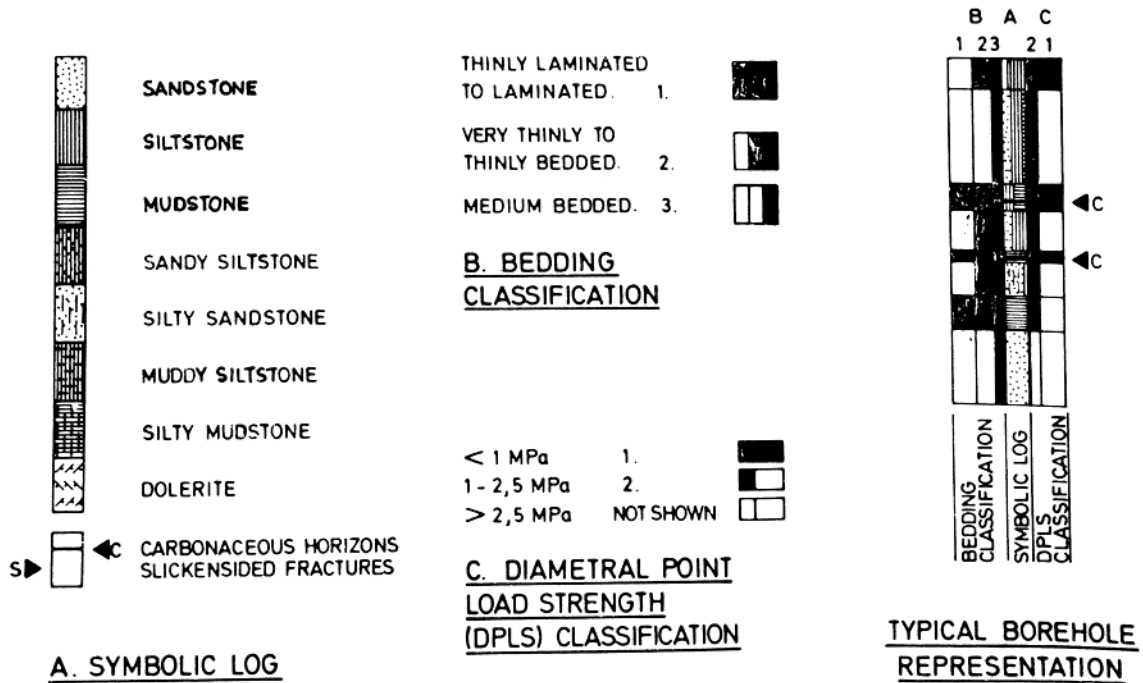 SANDSTONE
SILTSTONE
MUDSTONE
SANDY SILTSTONE
SILTY SANDSTONE
MUDDY SILTSTONE
SILTY MUDSTONE
DOLERITE
C CARBONACEOUS HORIZONS
S SLICKENSIDED FRACTURES
A. SYMBOLIC LOG
THINLY LAMINATED
TO LAMINATED. 1.
VERY THINLY TO
THINLY BEDDED. 2.
MEDIUM BEDDED. 3.
B. BEDDING
CLASSIFICATION
< 1 MPa 1.
1 - 2,5 MPa 2.
> 2,5 MPa NOT SHOWN
C. DIAMETRAL POINT
LOAD STRENGTH
(DPLS) CLASSIFICATION
B A C
1 23 2 1
C
C
BEDDING
CLASSIFICATION
SYMBOLIC LOG
DPLS
CLASSIFICATION
TYPICAL BOREHOLE
REPRESENTATION